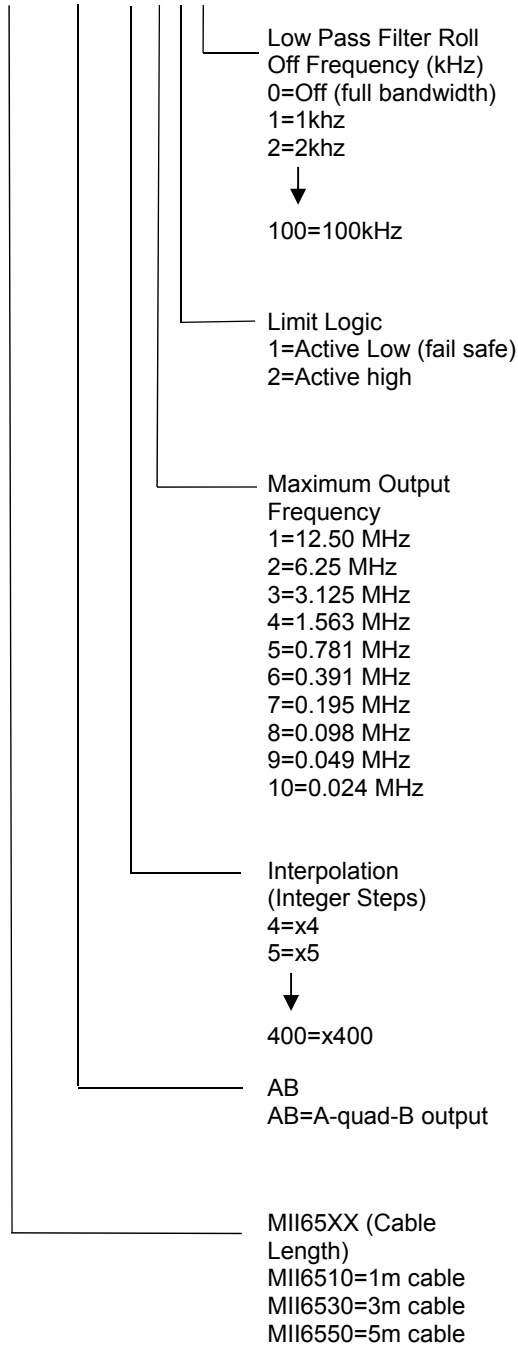 Low Pass Filter Roll
Off Frequency (kHz)
0=Off (full bandwidth)
1=1khz
2=2khz
100=100kHz
Limit Logic
1=Active Low (fail safe)
2=Active high
Maximum Output
Frequency
1=12.50 MHz
2=6.25 MHz
3=3.125 MHz
4=1.563 MHz
5=0.781 MHz
6=0.391 MHz
7=0.195 MHz
8=0.098 MHz
9=0.049 MHz
10=0.024 MHz
Interpolation
(Integer Steps)
4=x4
5=x5
400=x400
AB
AB=A-quad-B output
MII65XX (Cable
Length)
MII6510=1m cable
MII6530=3m cable
MII6550=5m cable